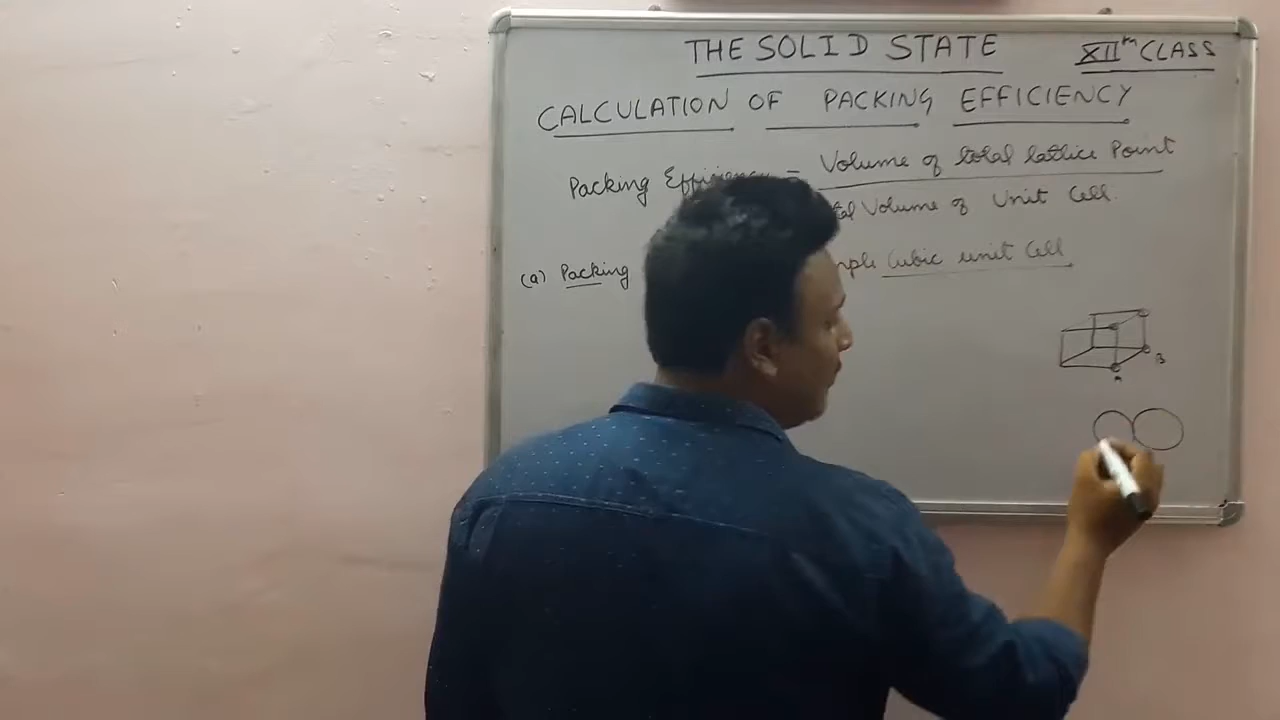 THE SOLID STATE XIIth CLASS
CALCULATION OF PACKING EFFICIENCY
Packing Efficiency = Volume of total lattice Point
Volume of Unit Cell.
(a) Packing Cubic unit Cell
B
A